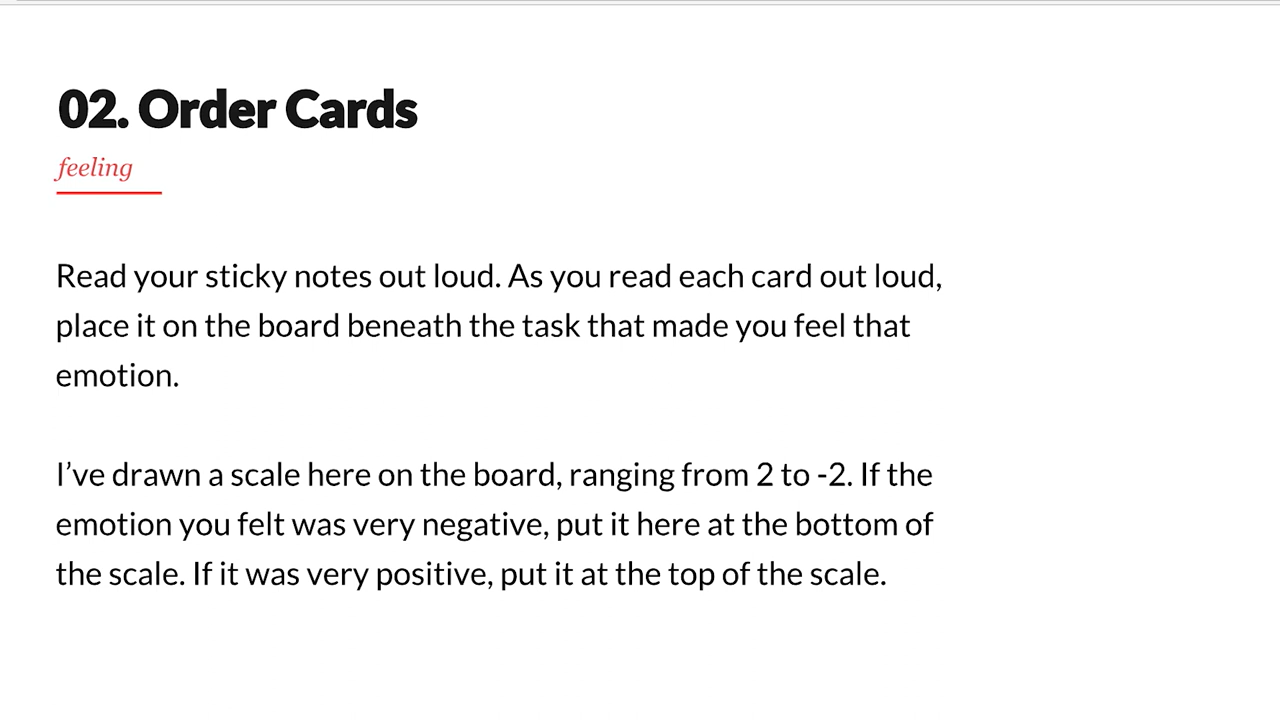 02. Order Cards
feeling
Read your sticky notes out loud. As you read each card out loud,
place it on the board beneath the task that made you feel that
emotion.
I’ve drawn a scale here on the board, ranging from 2 to -2. If the
emotion you felt was very negative, put it here at the bottom of
the scale. If it was very positive, put it at the top of the scale.